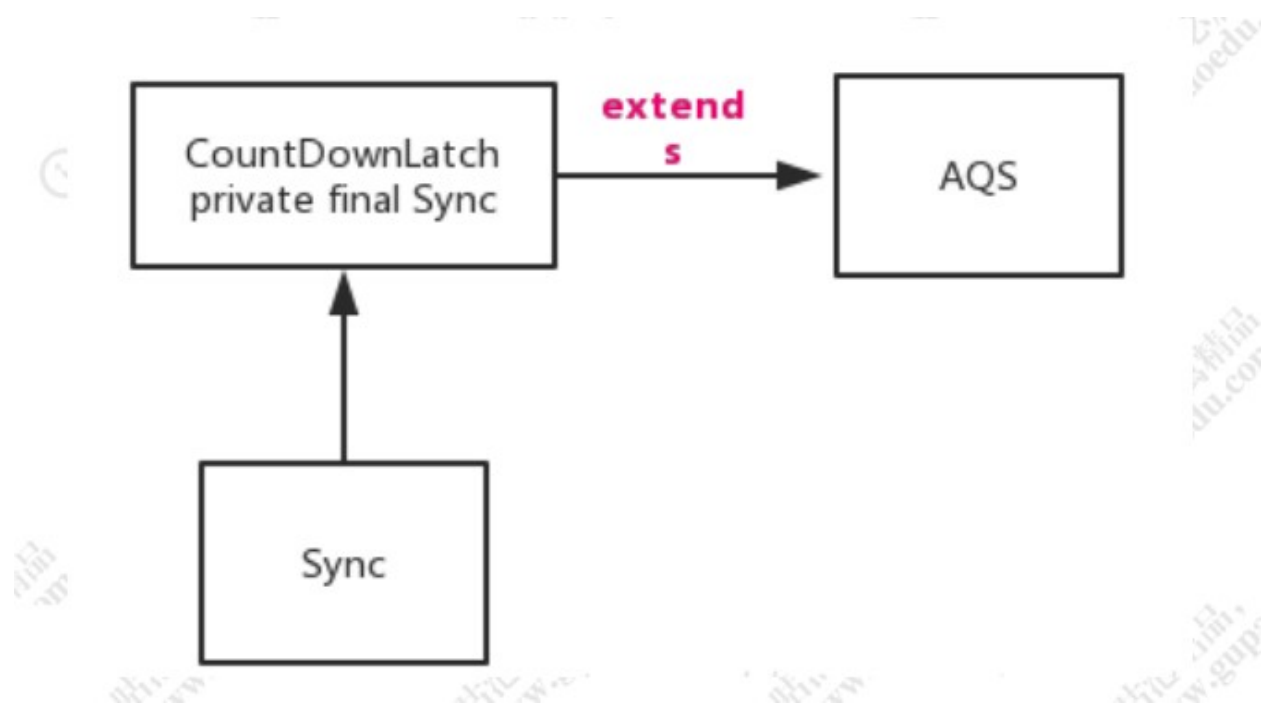 CountDownLatch
private final Sync
extend
s
AQS
Sync